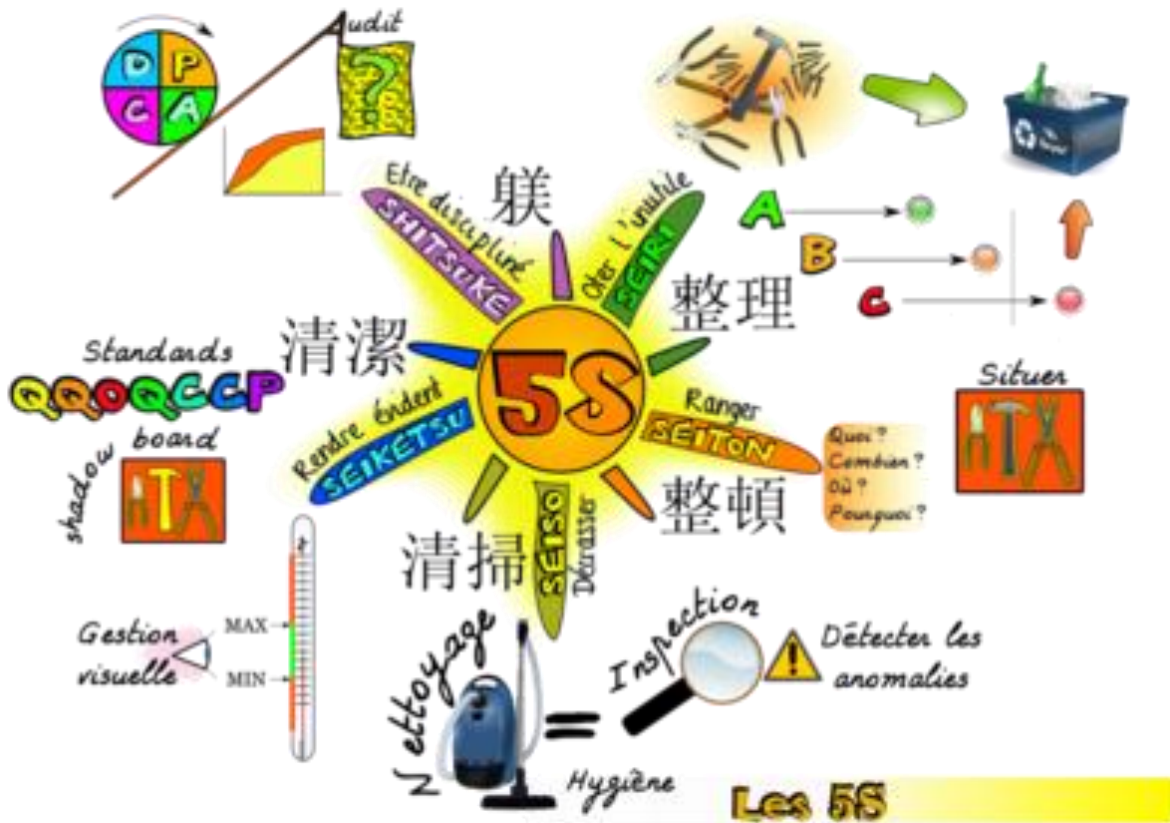 Audit
D P
C A
?
Etre discipliné
SHITSUKE
躾
Oter l'inutile
SEIRI
整理
A
B
C
5S
清潔
Rendre évident
SEIKETSU
Standards
QQOQCCP
shadow board
Ranger
SEITON
整頓
Quoi?
Combien?
Où?
Pourquoi?
Situer
清掃
SEISO
Décrasser
Gestion
visuelle
MAX
MIN
Nettoyage
=
Hygiène
Inspection
!
Détecter les
anomalies
Les 5S